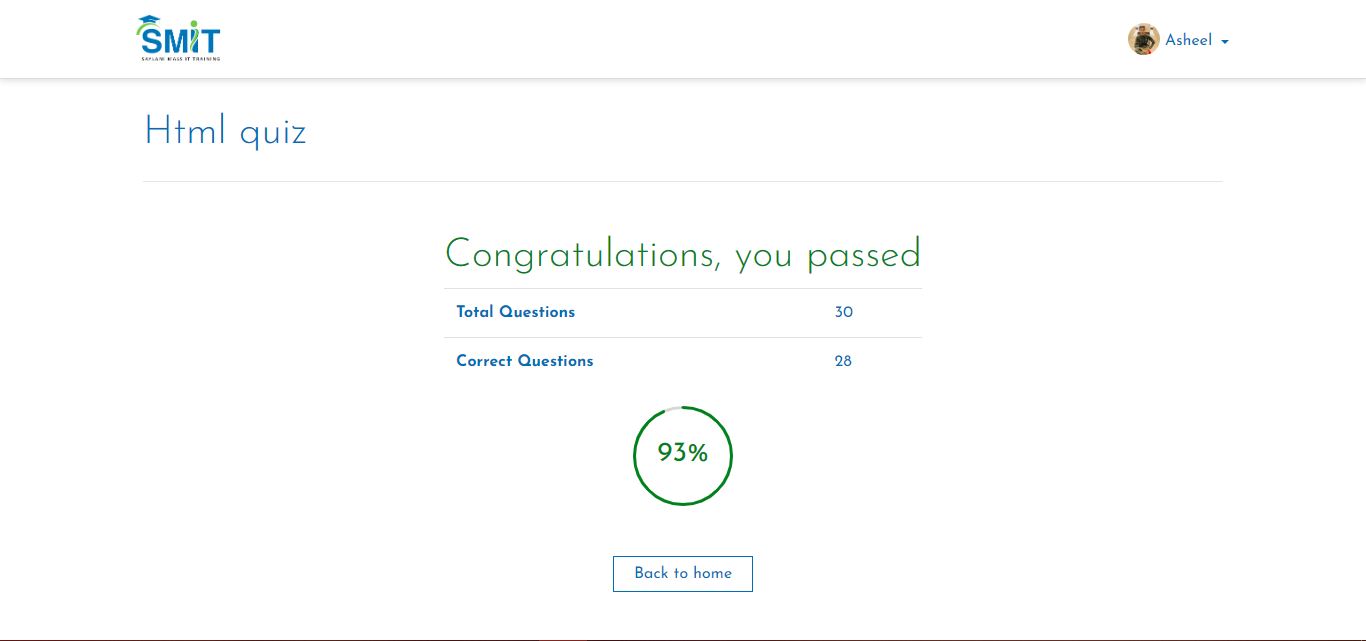 SMIT
SAYLANI MASS IT TRAINING
Asheel
Html quiz
Congratulations, you passed
Total Questions 30
Correct Questions 28
93%
Back to home